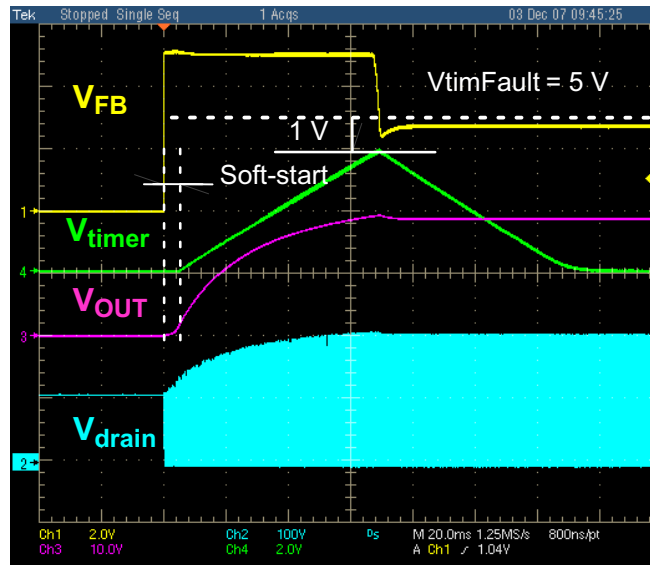 Tek Stopped Single Seq 1 Acqs 03 Dec 07 09:45:25
VFB
VtimFault = 5 V
1 V
Soft-start
1
Vtimer
4
VOUT
3
Vdrain
2
Ch1 2.0V Ch2 100V Ds M 20.0ms 1.25MS/s 800ns/pt
Ch3 10.0V Ch4 2.0V A Ch1 / 1.04V